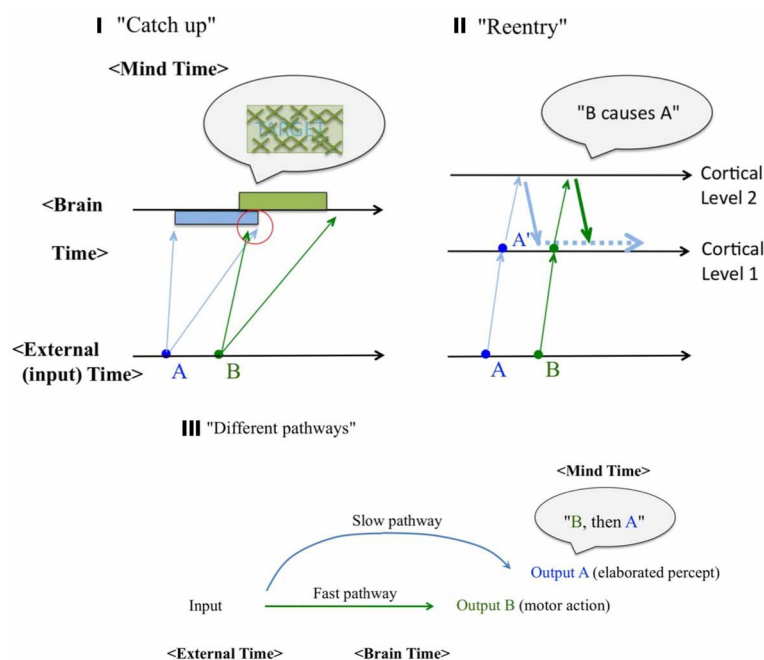 I "Catch up"
<Mind Time>
TARGET
<Brain
Time>
<External
(input) Time>
A
B
II "Reentry"
"B causes A"
Cortical
Level 2
A'
Cortical
Level 1
A
B
III "Different pathways"
<Mind Time>
"B, then A"
Slow pathway
Output A (elaborated percept)
Fast pathway
Input
Output B (motor action)
<External Time>
<Brain Time>